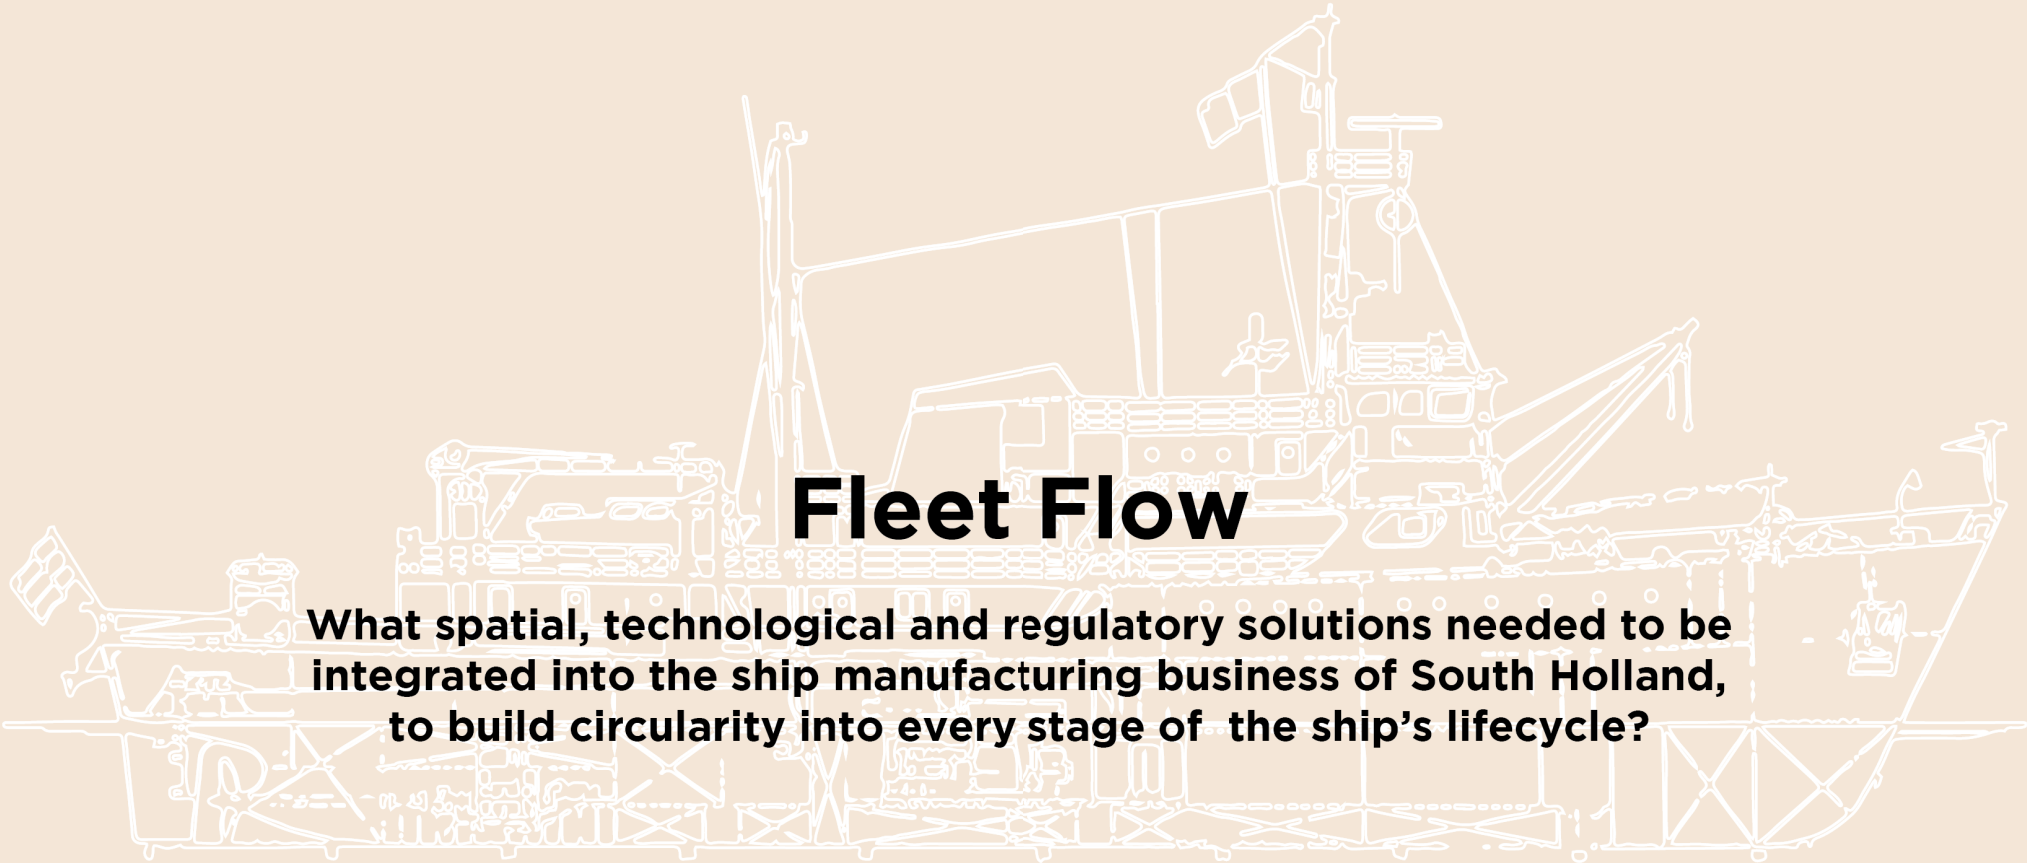 Fleet Flow
What spatial, technological and regulatory solutions needed to be
integrated into the ship manufacturing business of South Holland,
to build circularity into every stage of  the ship’s lifecycle?